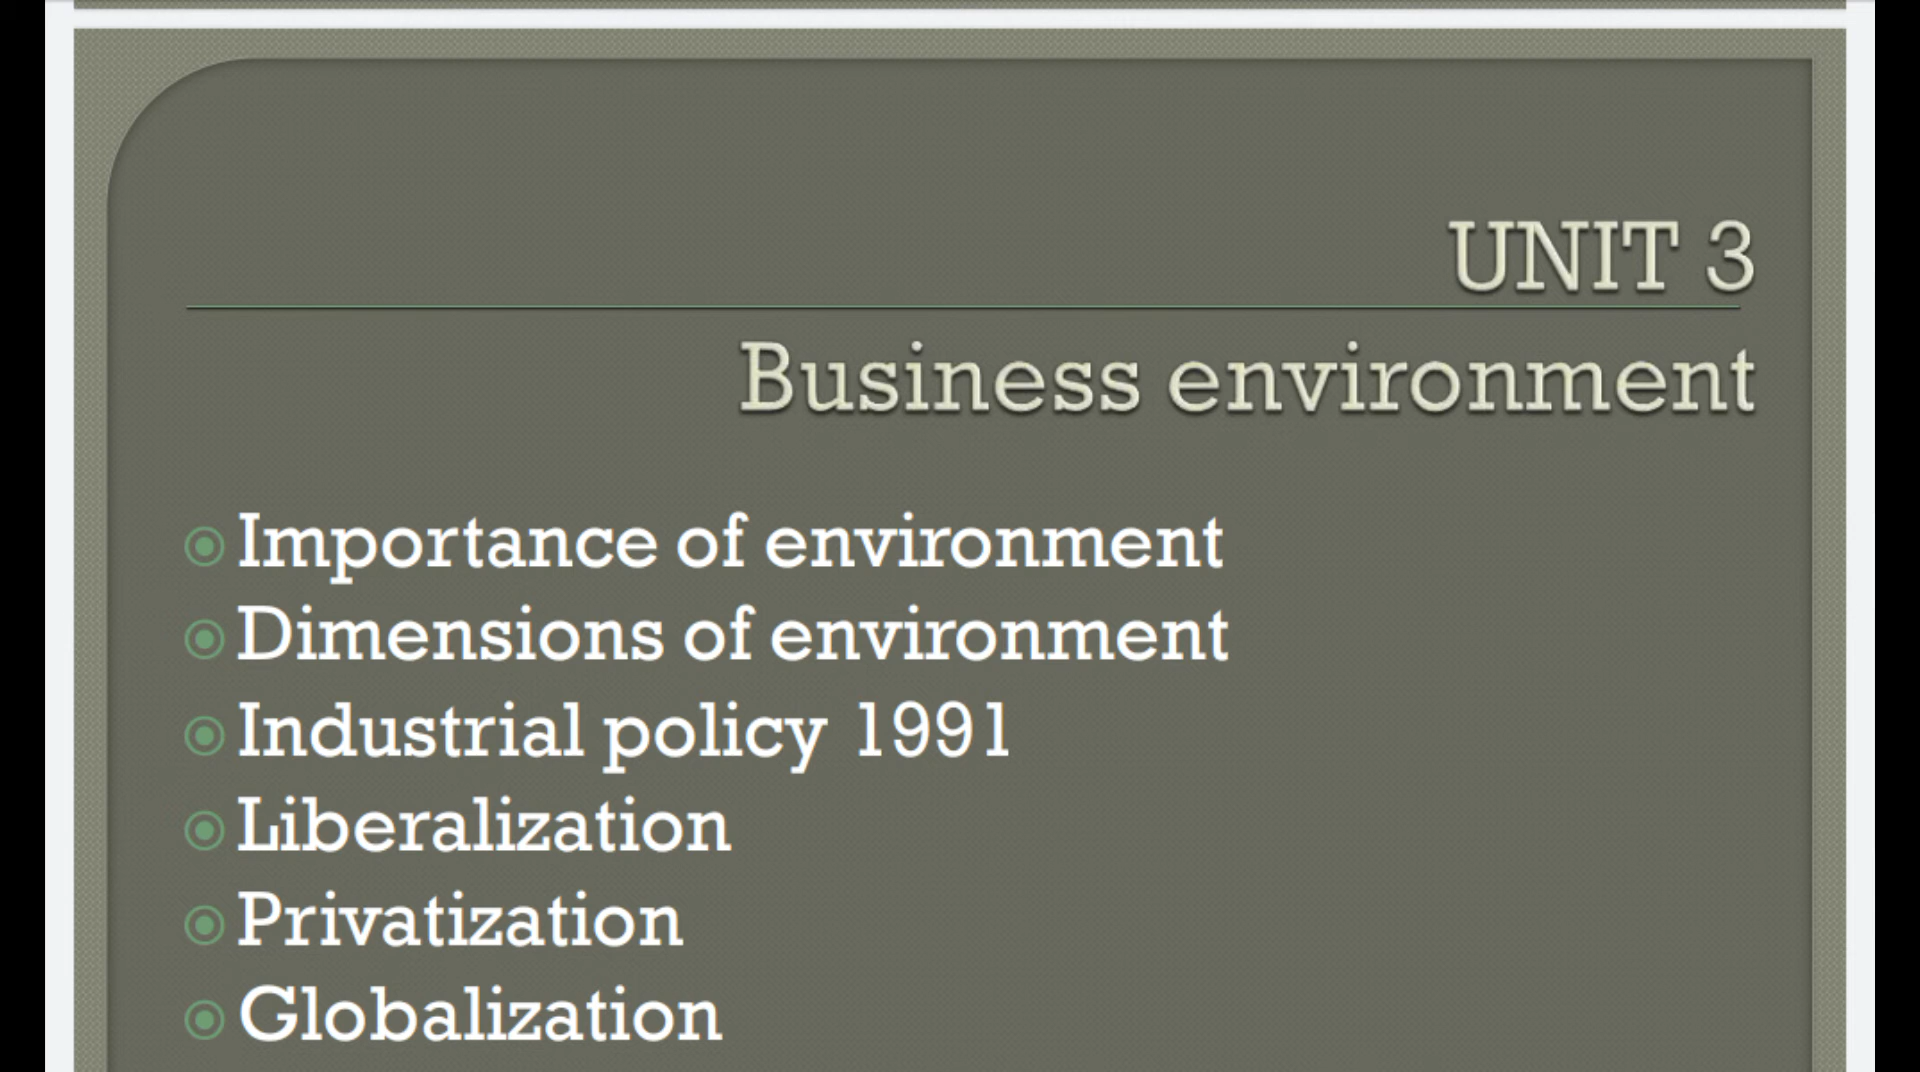 UNIT 3
Business environment
Importance of environment
Dimensions of environment
Industrial policy 1991
Liberalization
Privatization
Globalization